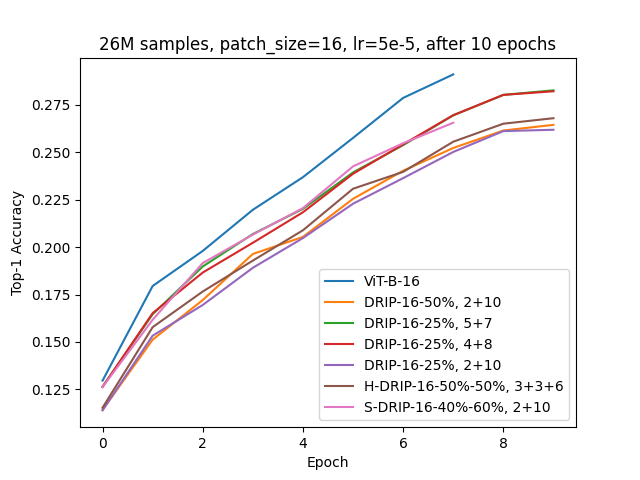 26M samples, patch_size=16, lr=5e-5, after 10 epochs
Top-1 Accuracy
0.275
0.250
0.225
0.200
0.175
0.150
0.125
ViT-B-16
DRIP-16-50%, 2+10
DRIP-16-25%, 5+7
DRIP-16-25%, 4+8
DRIP-16-25%, 2+10
H-DRIP-16-50%-50%, 3+3+6
S-DRIP-16-40%-60%, 2+10
0 2 4 6 8
Epoch